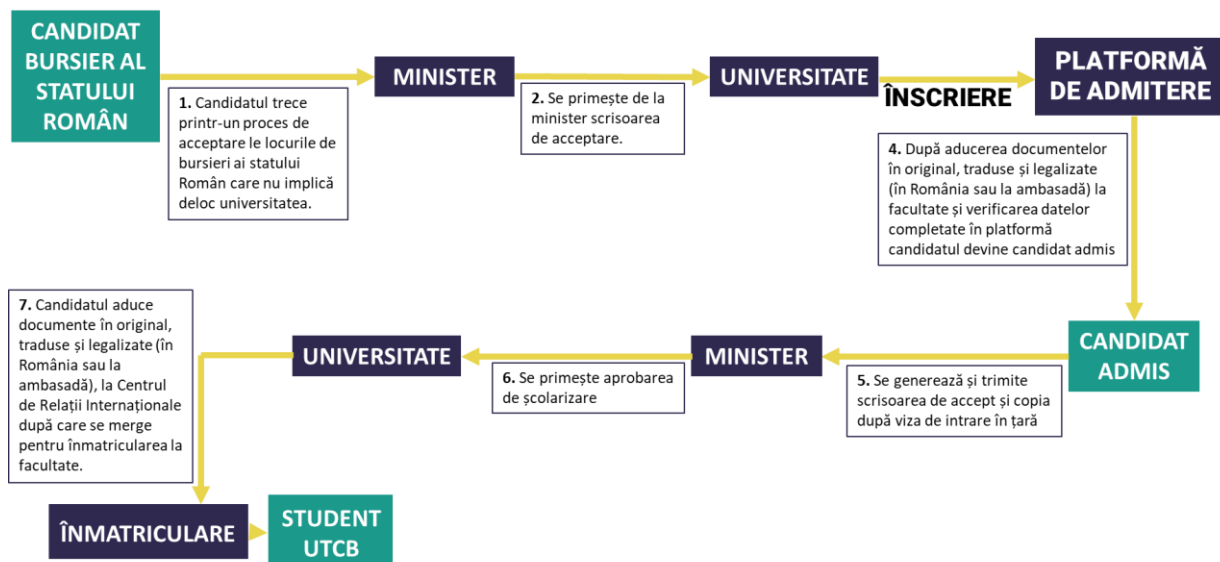 CANDIDAT
BURSIER AL
STATULUI
ROMÂN
MINISTER
UNIVERSITATE
ÎNSCRIERE
PLATFORMĂ
DE ADMITERE
1. Candidatul trece
printr-un proces de
acceptare le locurile de
bursieri ai statului
Român care nu implică
deloc universitatea.
2. Se primește de la
minister scrisoarea
de acceptare.
4. După aducerea documentelor
în original, traduse și legalizate
(în România sau la ambasadă) la
facultate și verificarea datelor
completate în platformă
candidatul devine candidat admis
CANDIDAT
ADMIS
5. Se generează și trimite
scrisoarea de accept și copia
după viza de intrare în țară
MINISTER
6. Se primește aprobarea
de școlarizare
UNIVERSITATE
7. Candidatul aduce
documente în original,
traduse și legalizate (în
România sau la
ambasadă), la Centrul
de Relații Internaționale
după care se merge
pentru înmatricularea la
facultate.
ÎNMATRICULARE
STUDENT
UTCB